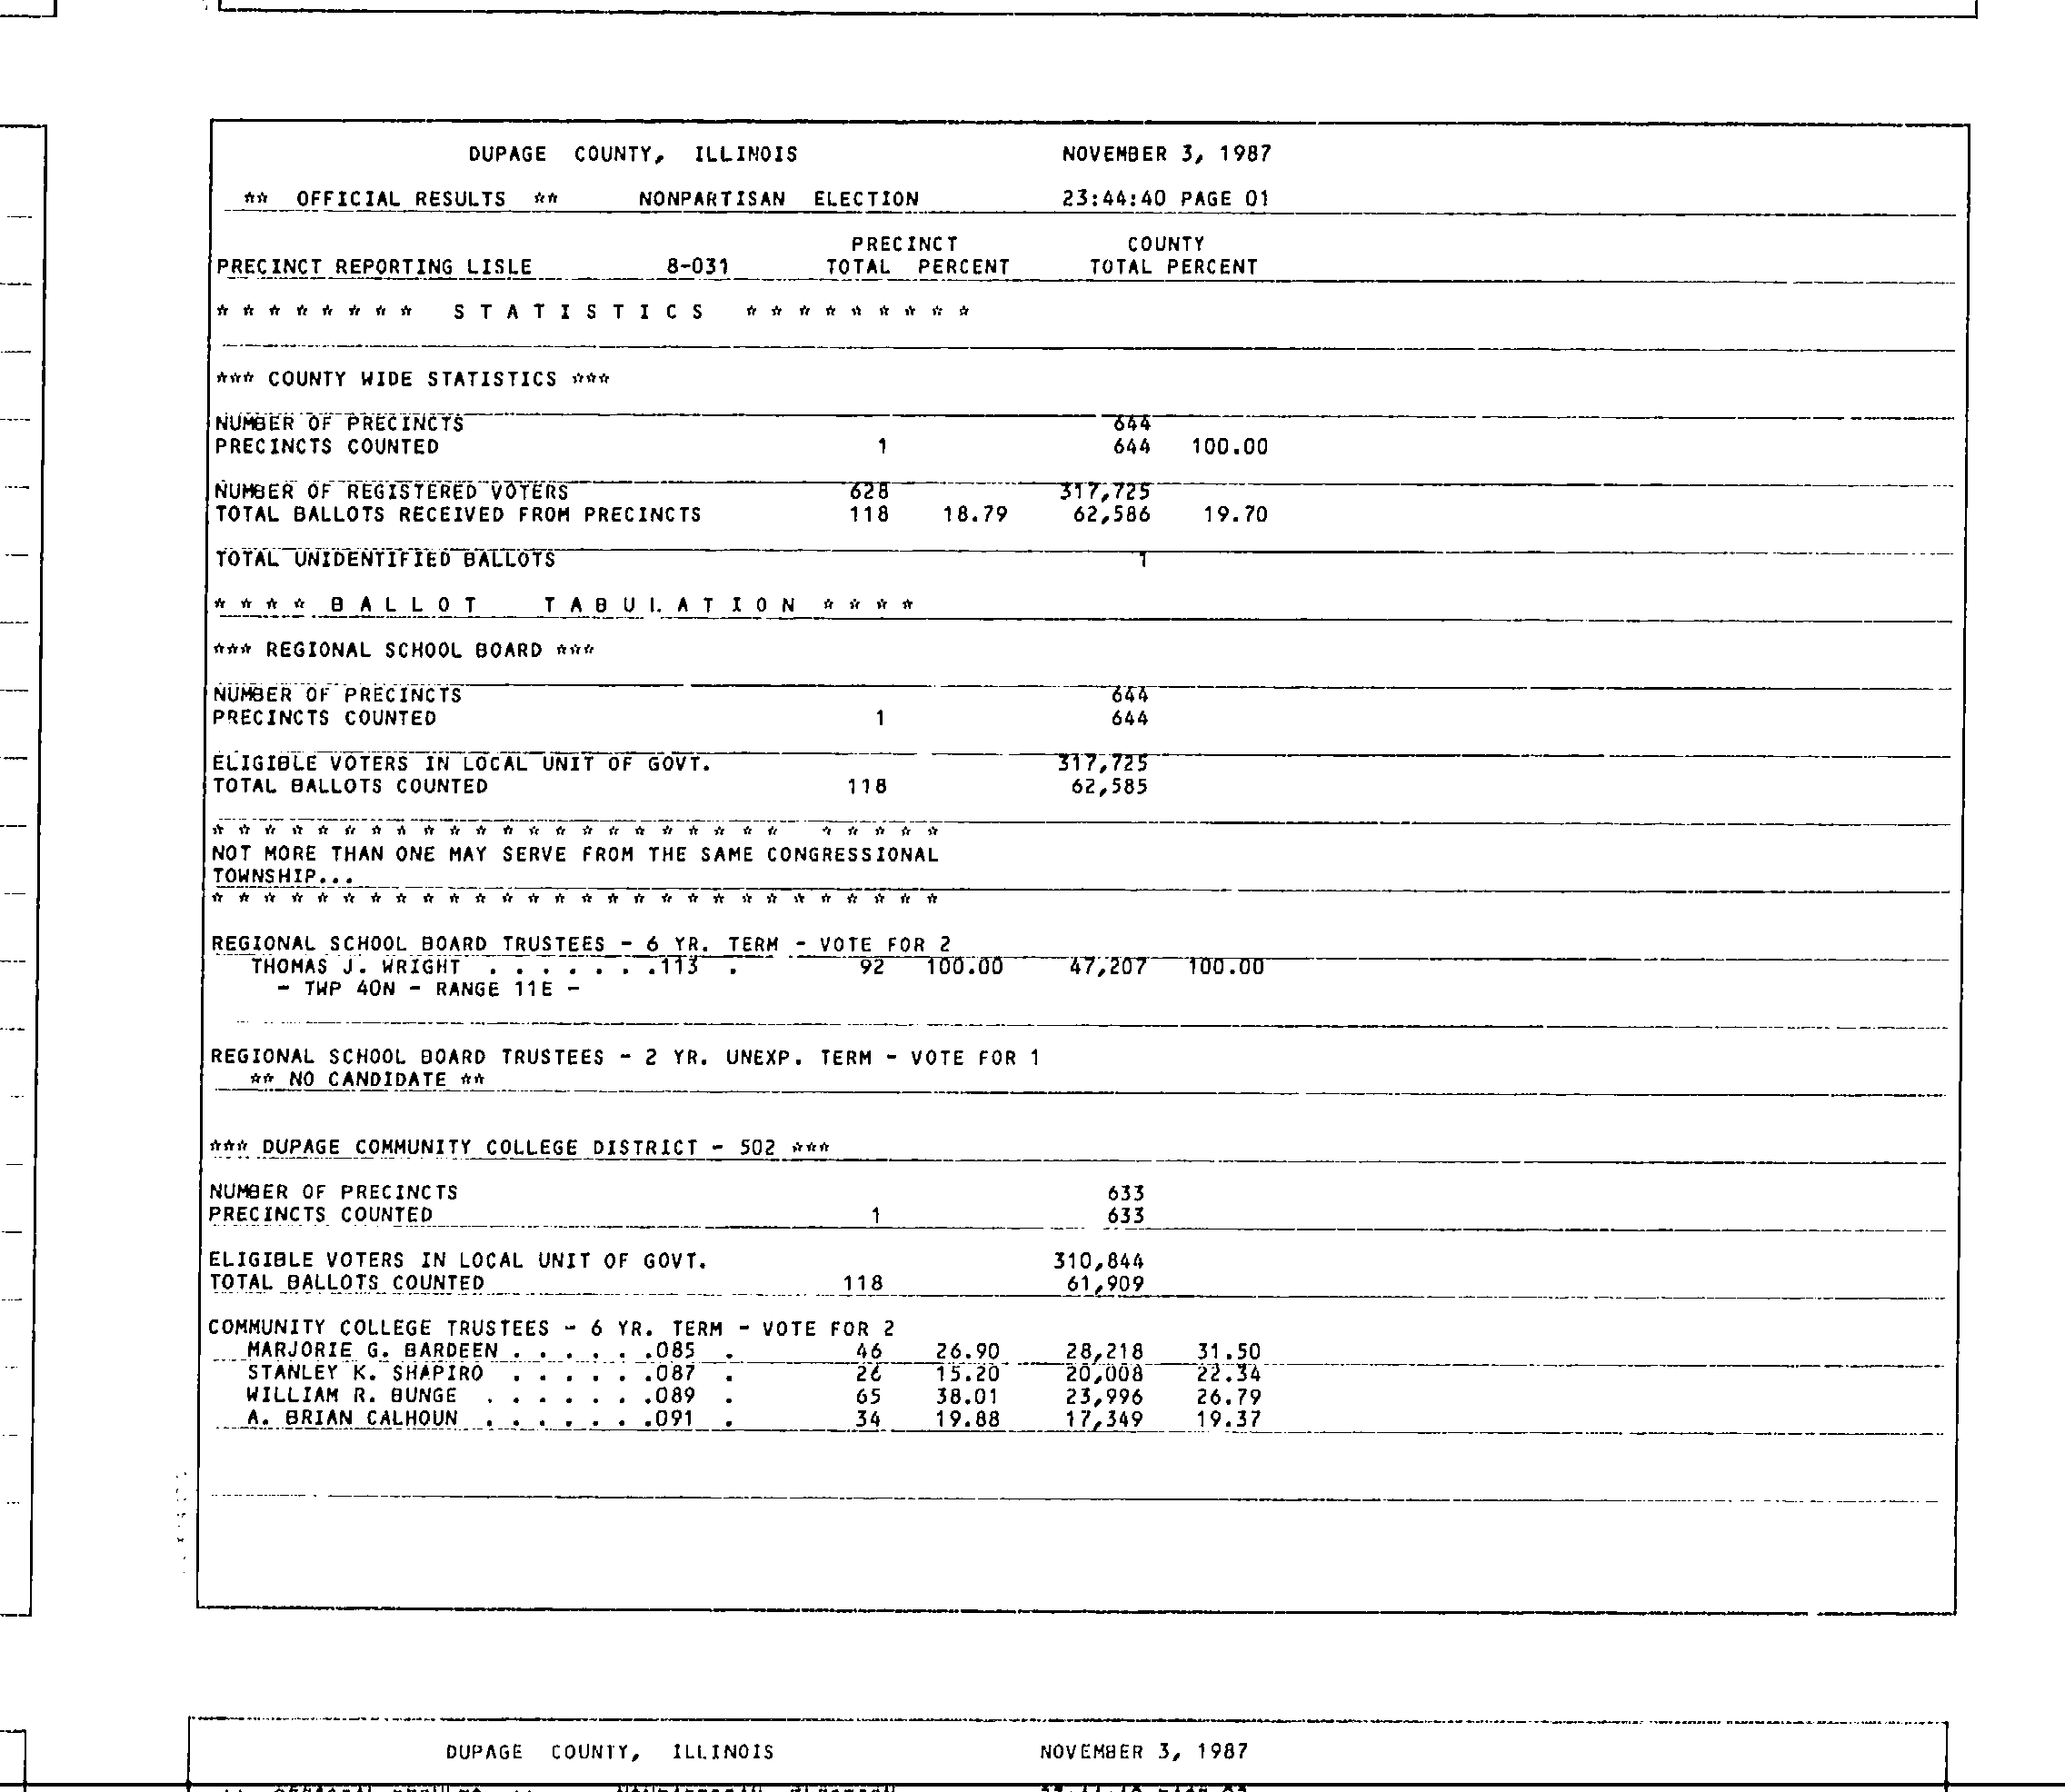 DUPAGE COUNTY, ILLINOIS NOVEMBER 3, 1987
** OFFICIAL RESULTS ** NONPARTISAN ELECTION 23:44:40 PAGE 01
PRECINCT COUNTY
PRECINCT REPORTING LISLE 8-031 TOTAL PERCENT TOTAL PERCENT
* * * * * * * * S T A T I S T I C S * * * * * * * * *
*** COUNTY WIDE STATISTICS ***
NUMBER OF PRECINCTS 644
PRECINCTS COUNTED 1 644 100.00
NUMBER OF REGISTERED VOTERS 628 317,725
TOTAL BALLOTS RECEIVED FROM PRECINCTS 118 18.79 62,586 19.70
TOTAL UNIDENTIFIED BALLOTS 1
* * * * B A L L O T T A B U L A T I O N * * * *
*** REGIONAL SCHOOL BOARD ***
NUMBER OF PRECINCTS 644
PRECINCTS COUNTED 1 644
ELIGIBLE VOTERS IN LOCAL UNIT OF GOVT. 317,725
TOTAL BALLOTS COUNTED 118 62,585
* * * * * * * * * * * * * * * * * * * * * * * * * * *
NOT MORE THAN ONE MAY SERVE FROM THE SAME CONGRESSIONAL
TOWNSHIP...
* * * * * * * * * * * * * * * * * * * * * * * * * * * *
REGIONAL SCHOOL BOARD TRUSTEES - 6 YR. TERM - VOTE FOR 2
THOMAS J. WRIGHT . . . . . . .113 . 92 100.00 47,207 100.00
- TWP 40N - RANGE 11E -
REGIONAL SCHOOL BOARD TRUSTEES - 2 YR. UNEXP. TERM - VOTE FOR 1
** NO CANDIDATE **
*** DUPAGE COMMUNITY COLLEGE DISTRICT - 502 ***
NUMBER OF PRECINCTS 633
PRECINCTS COUNTED 1 633
ELIGIBLE VOTERS IN LOCAL UNIT OF GOVT. 310,844
TOTAL BALLOTS COUNTED 118 61,909
COMMUNITY COLLEGE TRUSTEES - 6 YR. TERM - VOTE FOR 2
MARJORIE G. BARDEEN . . . . . .085 . 46 26.90 28,218 31.50
STANLEY K. SHAPIRO . . . . . .087 . 26 15.20 20,008 22.34
WILLIAM R. BUNGE . . . . . . .089 . 65 38.01 23,996 26.79
A. BRIAN CALHOUN . . . . . . .091 . 34 19.88 17,349 19.37
DUPAGE COUNTY, ILLINOIS NOVEMBER 3, 1987